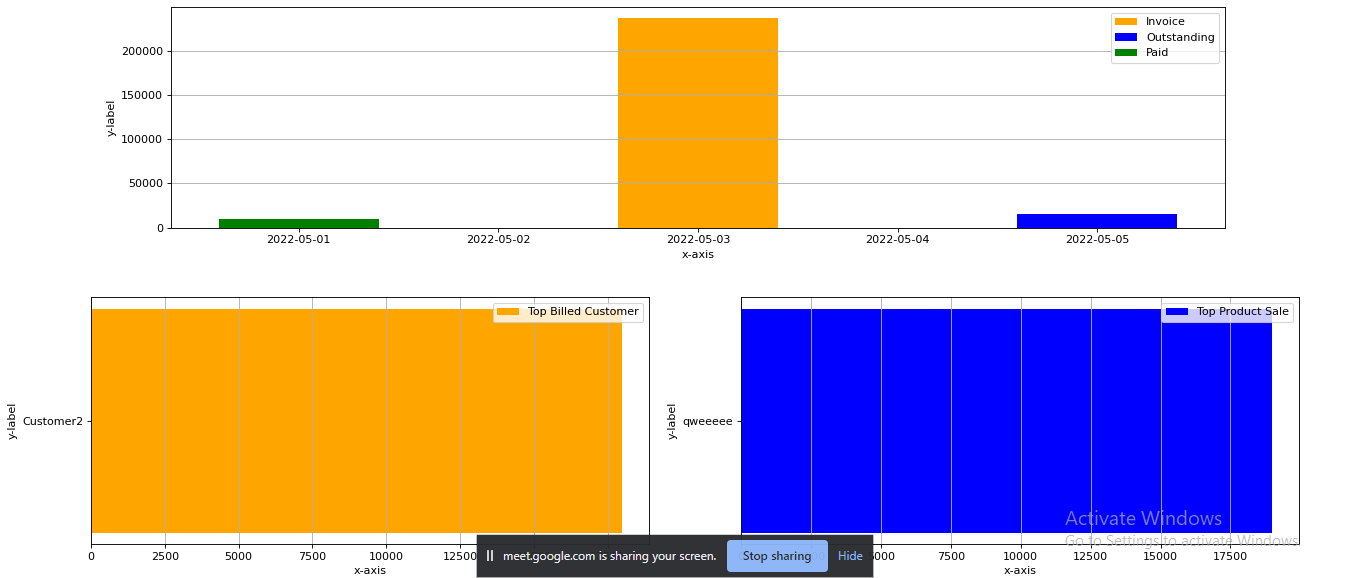 Invoice
Outstanding
Paid
200000
150000
100000
50000
0
y-label
2022-05-01 2022-05-02 2022-05-03 2022-05-04 2022-05-05
x-axis
Top Billed Customer
y-label
Customer2
0 2500 5000 7500 10000
x-axis
Top Product Sale
y-label
qweeeee
5000 7500 10000 12500 15000 17500
x-axis
Activate Windows
Go to Settings to activate Windows.
meet.google.com is sharing your screen. Stop sharing Hide